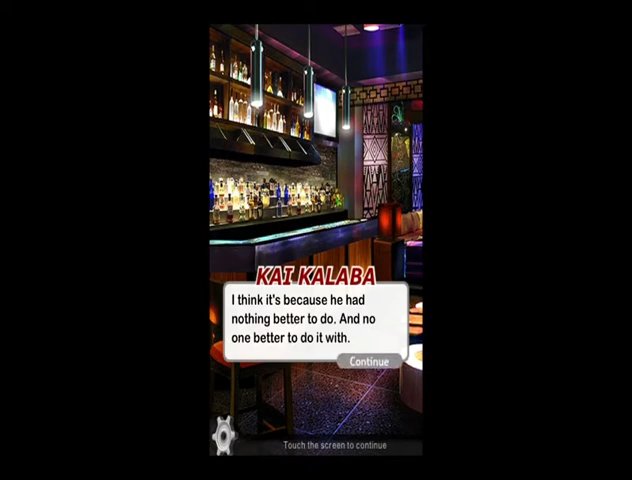 KAI KALABA
I think it's because he had
nothing better to do. And no
one better to do it with.
Continue
Touch the screen to continue